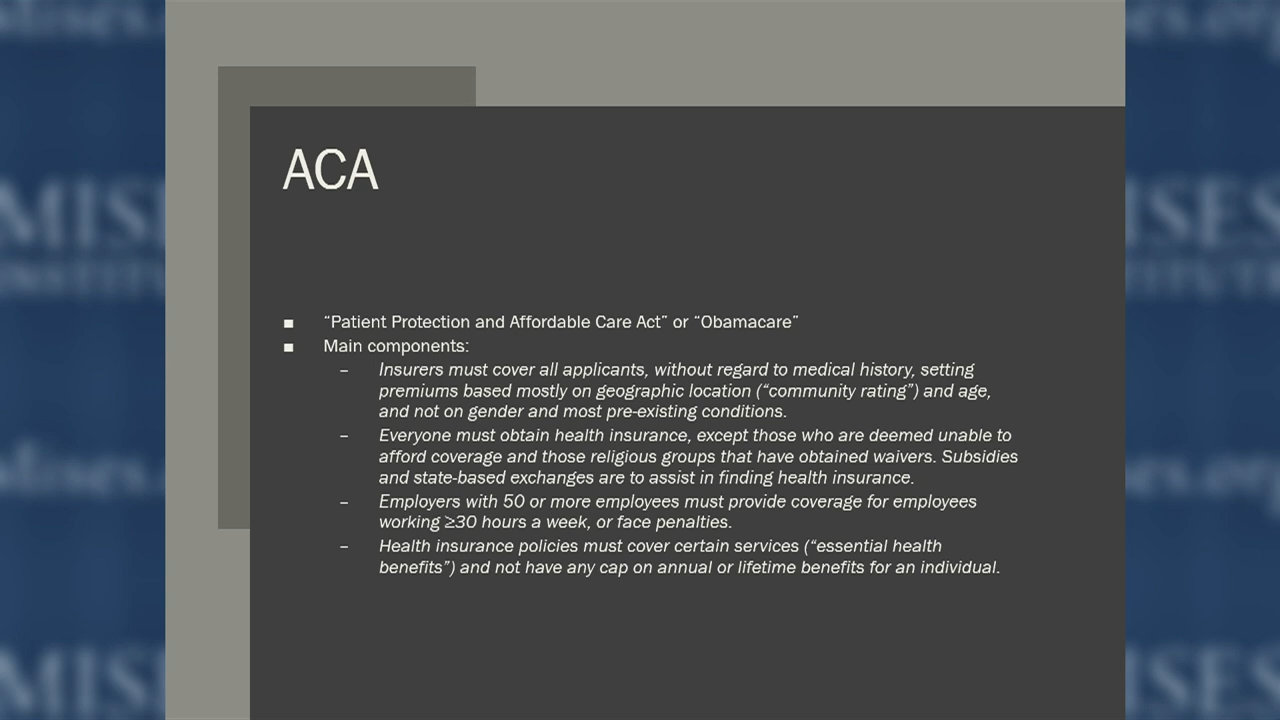 ACA
■ “Patient Protection and Affordable Care Act” or “Obamacare”
■ Main components:
– Insurers must cover all applicants, without regard to medical history, setting
premiums based mostly on geographic location (“community rating”) and age,
and not on gender and most pre-existing conditions.
– Everyone must obtain health insurance, except those who are deemed unable to
afford coverage and those religious groups that have obtained waivers. Subsidies
and state-based exchanges are to assist in finding health insurance.
– Employers with 50 or more employees must provide coverage for employees
working ≥30 hours a week, or face penalties.
– Health insurance policies must cover certain services (“essential health
benefits”) and not have any cap on annual or lifetime benefits for an individual.